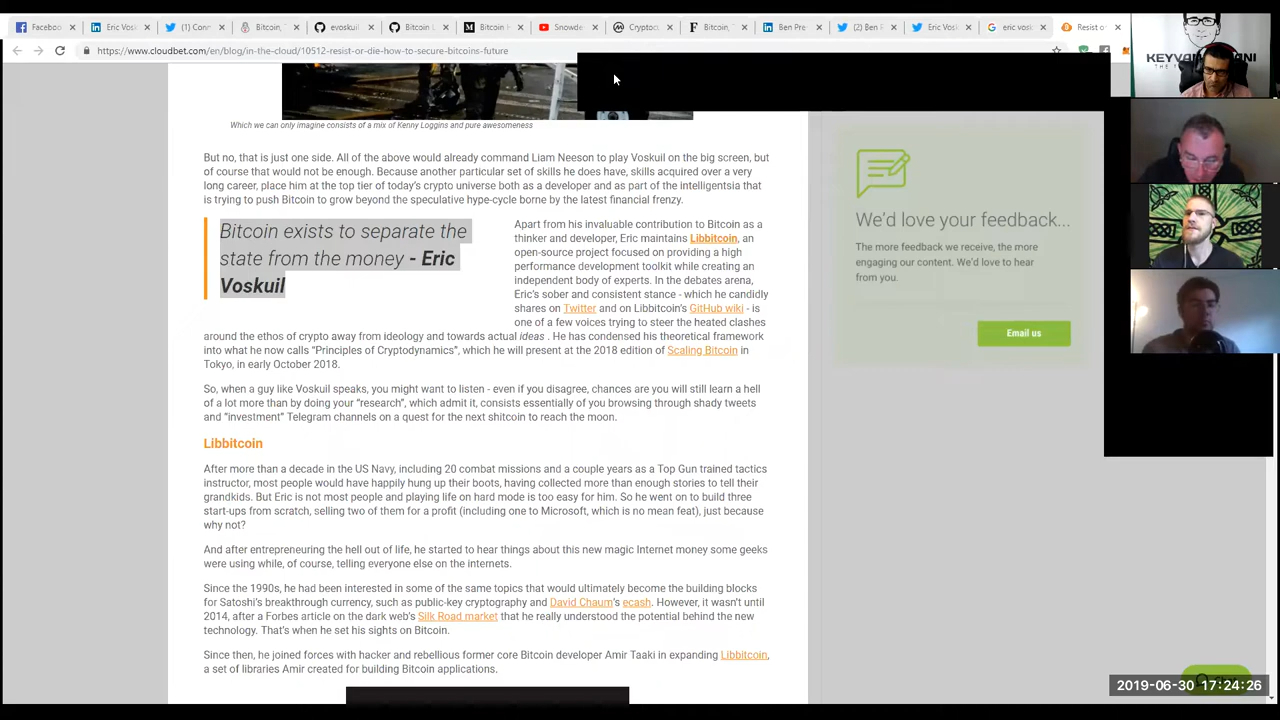 Faceboo
Eric Vos
(1) Conn
Bitcoin, T
evoskuil
Bitcoin L
Bitcoin I
Snowde
Cryptoc
Bitcoin, T
Ben Pre
(2) Ben
Eric Vos
eric vosk
Resist o
https://www.cloudbet.com/en/blog/in-the-cloud/10512-resist-or-die-how-to-secure-bitcoins-future
Which we can only imagine consists of a mix of Kenny Loggins and pure awesomeness
But no, that is just one side. All of the above would already command Liam Neeson to play Voskuil on the big screen, but
of course that would not be enough. Because another particular set of skills he does have, skills acquired over a very
long career, place him at the top tier of today's crypto universe both as a developer and as part of the intelligentsia that
is trying to push Bitcoin to grow beyond the speculative hype-cycle borne by the latest financial frenzy.
Bitcoin exists to separate the
state from the money - Eric
Voskuil
Apart from his invaluable contribution to Bitcoin as a
thinker and developer, Eric maintains Libbitcoin, an
open-source project focused on providing a high
performance development toolkit while creating an
independent body of experts. In the debates arena,
Eric's sober and consistent stance - which he candidly
shares on Twitter and on Libbitcoin's GitHub wiki - is
one of a few voices trying to steer the heated clashes
around the ethos of crypto away from ideology and towards actual ideas . He has condensed his theoretical framework
into what he now calls “Principles of Cryptodynamics”, which he will present at the 2018 edition of Scaling Bitcoin in
Tokyo, in early October 2018.
So, when a guy like Voskuil speaks, you might want to listen - even if you disagree, chances are you will still learn a hell
of a lot more than by doing your “research”, which admit it, consists essentially of you browsing through shady tweets
and “investment” Telegram channels on a quest for the next shitcoin to reach the moon.
Libbitcoin
After more than a decade in the US Navy, including 20 combat missions and a couple years as a Top Gun trained tactics
instructor, most people would have happily hung up their boots, having collected more than enough stories to tell their
grandkids. But Eric is not most people and playing life on hard mode is too easy for him. So he went on to build three
start-ups from scratch, selling two of them for a profit (including one to Microsoft, which is no mean feat), just because
why not?
And after entrepreneuring the hell out of life, he started to hear things about this new magic Internet money some geeks
were using while, of course, telling everyone else on the internets.
Since the 1990s, he had been interested in some of the same topics that would ultimately become the building blocks
for Satoshi's breakthrough currency, such as public-key cryptography and David Chaum's ecash. However, it wasn't until
2014, after a Forbes article on the dark web's Silk Road market that he really understood the potential behind the new
technology. That's when he set his sights on Bitcoin.
Since then, he joined forces with hacker and rebellious former core Bitcoin developer Amir Taaki in expanding Libbitcoin,
a set of libraries Amir created for building Bitcoin applications.
We'd love your feedback...
The more feedback we receive, the more
engaging our content. We'd love to hear
from you.
Email us
2019-06-30 17:24:26